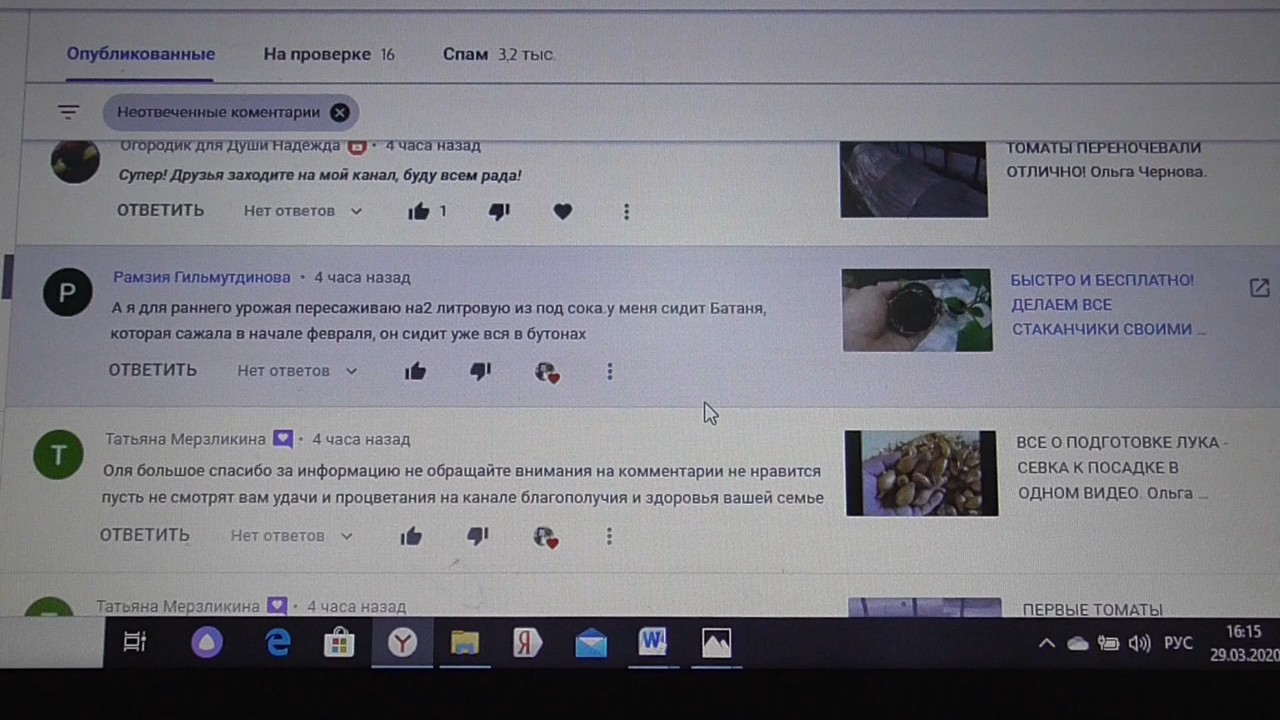 Опубликованные На проверке 16 Спам 3,2 тыс.
Неотвеченные коментарии
Огородик для Души Надежда • 4 часа назад
Супер! Друзья заходите на мой канал, буду всем рада!
ОТВЕТИТЬ Нет ответов 1
ТОМАТЫ ПЕРЕНОЧЕВАЛИ
ОТЛИЧНО! Ольга Чернова.
Р
Рамзия Гильмутдинова • 4 часа назад
А я для раннего урожая пересаживаю на2 литровую из под сока.у меня сидит Батаня,
которая сажала в начале февраля, он сидит уже вся в бутонах
ОТВЕТИТЬ Нет ответов
БЫСТРО И БЕСПЛАТНО!
ДЕЛАЕМ ВСЕ
СТАКАНЧИКИ СВОИМИ ...
Т
Татьяна Мерзликина • 4 часа назад
Оля большое спасибо за информацию не обращайте внимания на комментарии не нравится
пусть не смотрят вам удачи и процветания на канале благополучия и здоровья вашей семье
ОТВЕТИТЬ Нет ответов
ВСЕ О ПОДГОТОВКЕ ЛУКА -
СЕВКА К ПОСАДКЕ В
ОДНОМ ВИДЕО. Ольга ...
Татьяна Мерзликина • 4 часа назад
ПЕРВЫЕ ТОМАТЫ
РУС
16:15
29.03.2020